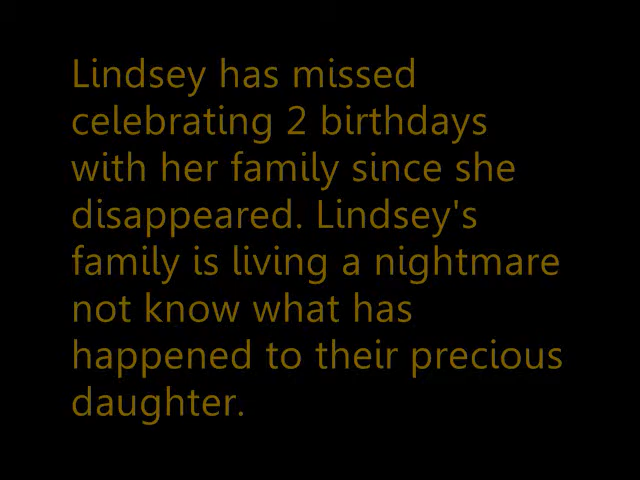 Lindsey has missed
celebrating 2 birthdays
with her family since she
disappeared. Lindsey's
family is living a nightmare
not know what has
happened to their precious
daughter.